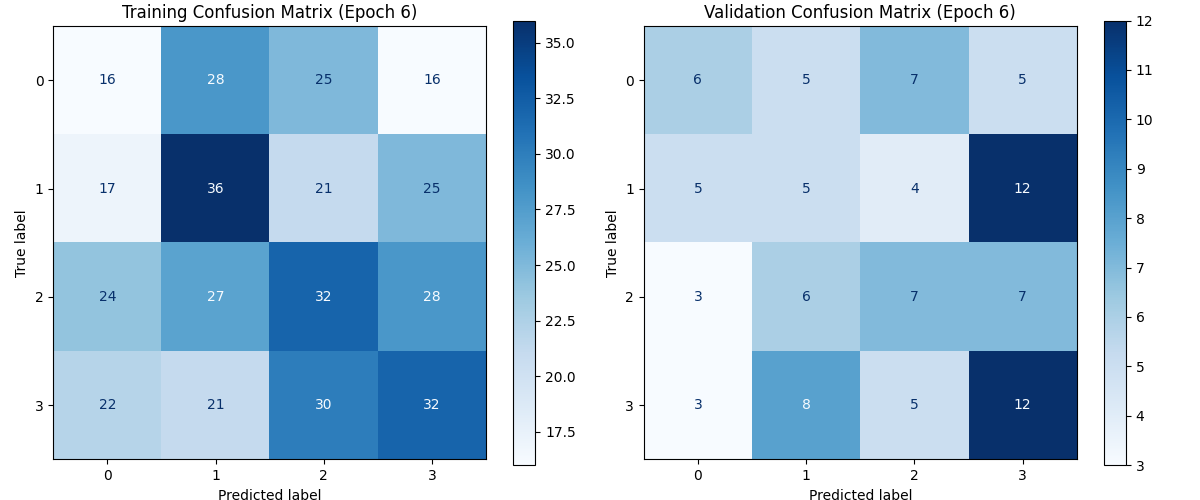 Training Confusion Matrix (Epoch 6)
True label
0 16 28 25 16
1 17 36 21 25
2 24 27 32 28
3 22 21 30 32
0 1 2 3
Predicted label
35.0
32.5
30.0
27.5
25.0
22.5
20.0
17.5
Validation Confusion Matrix (Epoch 6)
True label
0 6 5 7 5
1 5 5 4 12
2 3 6 7 7
3 3 8 5 12
0 1 2 3
Predicted label
12
11
10
9
8
7
6
5
4
3